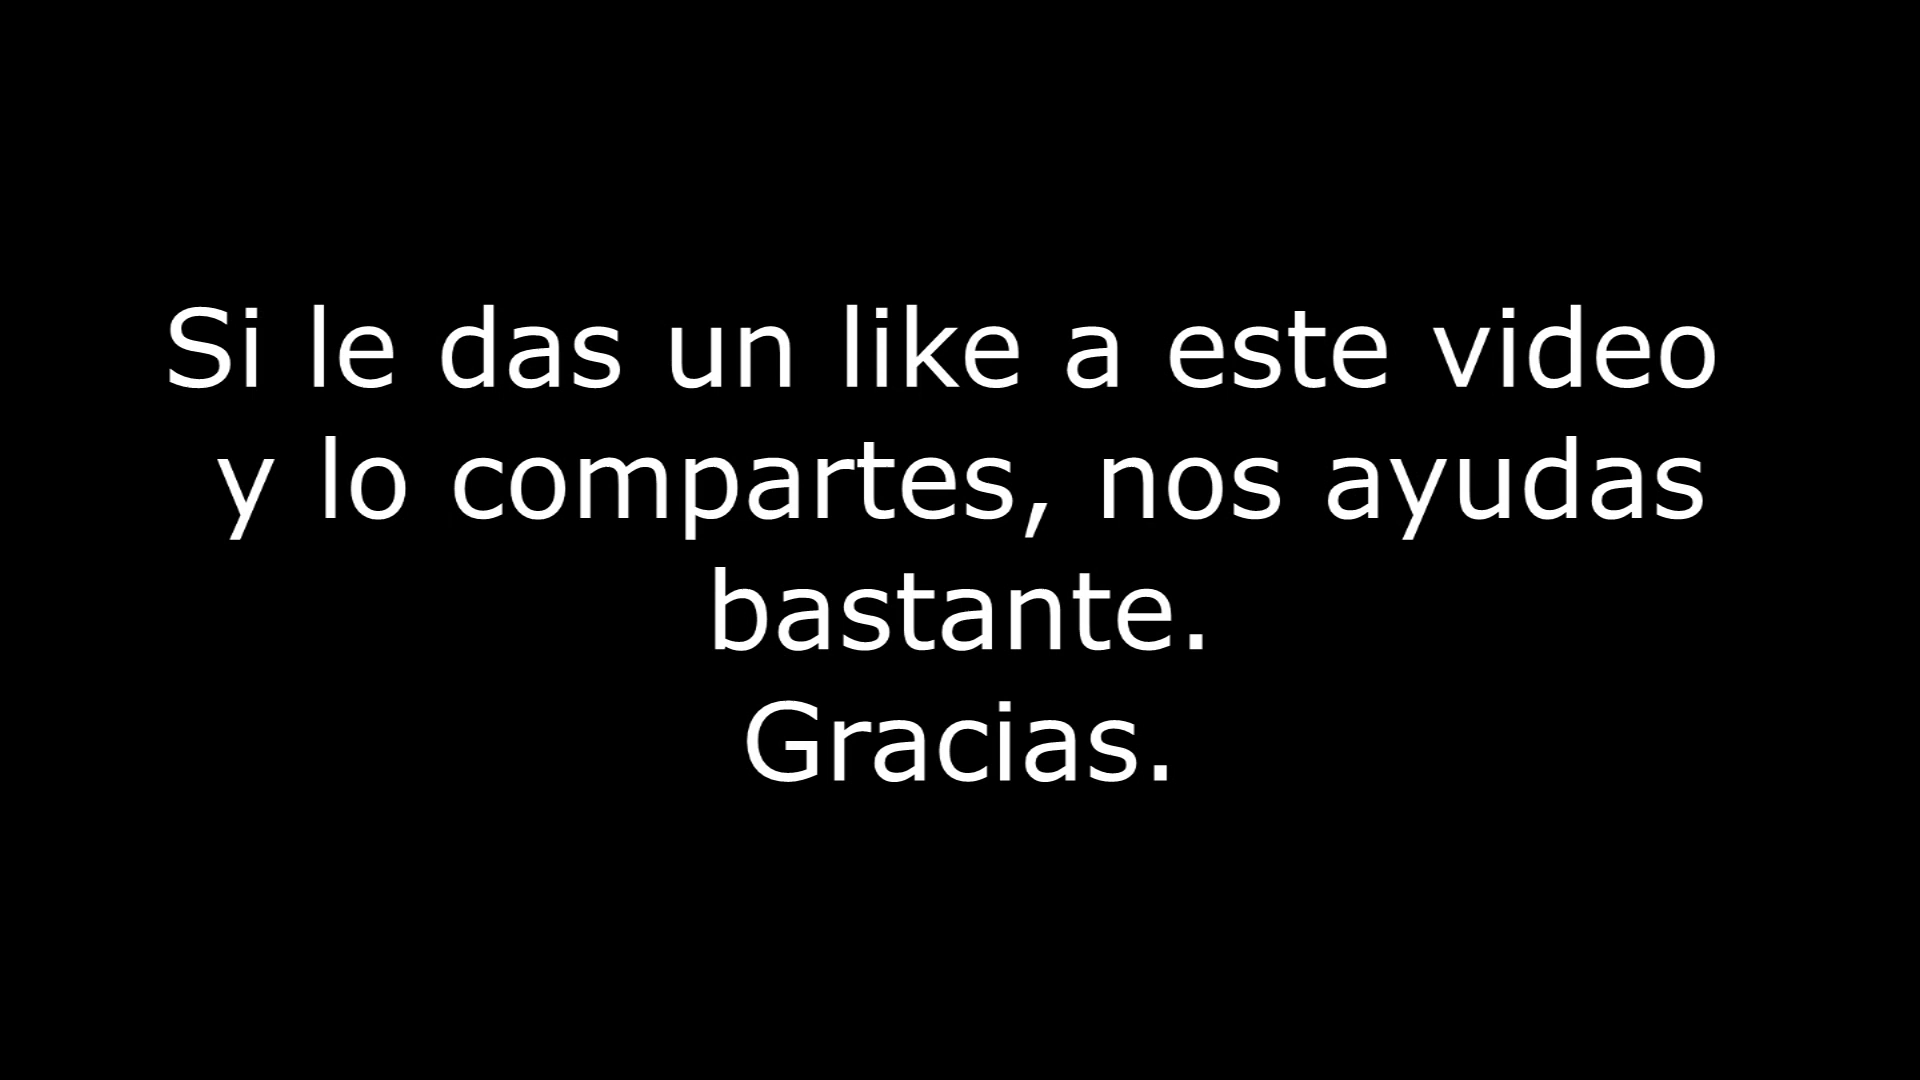 Si le das un like a este video
y lo compartes, nos ayudas
bastante.
Gracias.